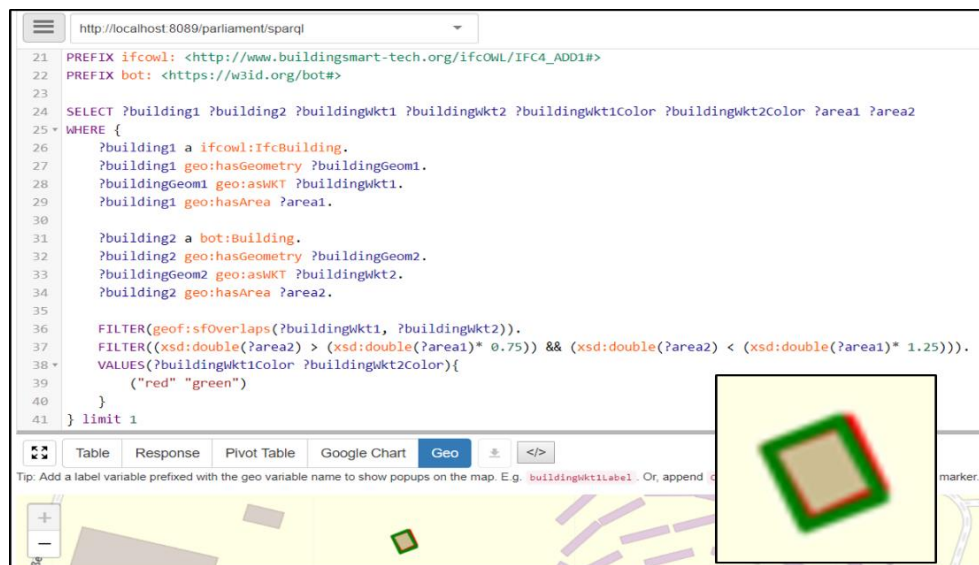 http://localhost:8089/parliament/sparql
21 PREFIX ifcowl: <http://www.buildingsmart-tech.org/ifcOWL/IFC4_ADD1#>
22 PREFIX bot: <https://w3id.org/bot#>
23
24 SELECT ?building1 ?building2 ?buildingWkt1 ?buildingWkt2 ?buildingWkt1Color ?buildingWkt2Color ?area1 ?area2
25 WHERE {
26 ?building1 a ifcowl:IfcBuilding.
27 ?building1 geo:hasGeometry ?buildingGeom1.
28 ?buildingGeom1 geo:asWKT ?buildingWkt1.
29 ?building1 geo:hasArea ?area1.
30
31 ?building2 a bot:Building.
32 ?building2 geo:hasGeometry ?buildingGeom2.
33 ?buildingGeom2 geo:asWKT ?buildingWkt2.
34 ?building2 geo:hasArea ?area2.
35
36 FILTER(geof:sfOverlaps(?buildingWkt1, ?buildingWkt2)).
37 FILTER((xsd:double(?area2) > (xsd:double(?area1)* 0.75)) && (xsd:double(?area2) < (xsd:double(?area1)* 1.25))).
38 VALUES(?buildingWkt1Color ?buildingWkt2Color){
39 ("red" "green")
40 }
41 } limit 1
Table Response Pivot Table Google Chart Geo </>
Tip: Add a label variable prefixed with the geo variable name to show popups on the map. E.g. buildingWkt1Label . Or, append marker.
+
−